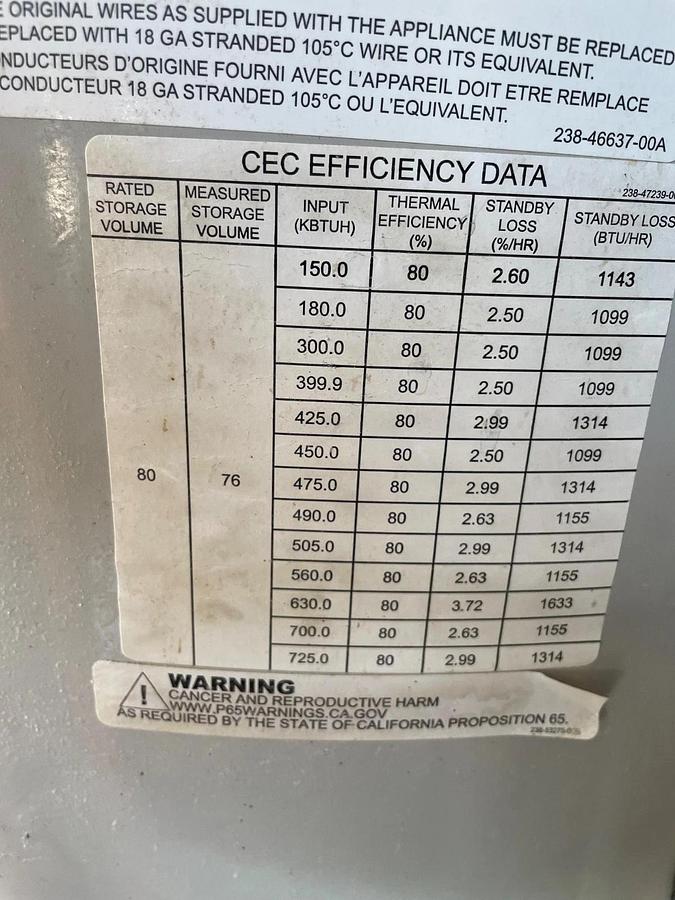 ORIGINAL WIRES AS SUPPLIED WITH THE APPLIANCE MUST BE REPLACED
EPLACED WITH 18 GA STRANDED 105°C WIRE OR ITS EQUIVALENT.
NDUCTEURS D'ORIGINE FOURNI AVEC L'APPAREIL DOIT ETRE REMPLACE
CONDUCTEUR 18 GA STRANDED 105°C OU L'EQUIVALENT.
238-46637-00A
CEC EFFICIENCY DATA
238-47239-0
RATED STORAGE VOLUME MEASURED STORAGE VOLUME INPUT (KBTUH) THERMAL EFFICIENCY (%) STANDBY LOSS (%/HR) STANDBY LOSS (BTU/HR)
150.0 80 2.60 1143
180.0 80 2.50 1099
300.0 80 2.50 1099
399.9 80 2.50 1099
425.0 80 2.99 1314
450.0 80 2.50 1099
80 76 475.0 80 2.99 1314
490.0 80 2.63 1155
505.0 80 2.99 1314
560.0 80 2.63 1155
630.0 80 3.72 1633
700.0 80 2.63 1155
725.0 80 2.99 1314
WARNING
CANCER AND REPRODUCTIVE HARM
WWW.P65WARNINGS.CA.GOV
AS REQUIRED BY THE STATE OF CALIFORNIA PROPOSITION 65.